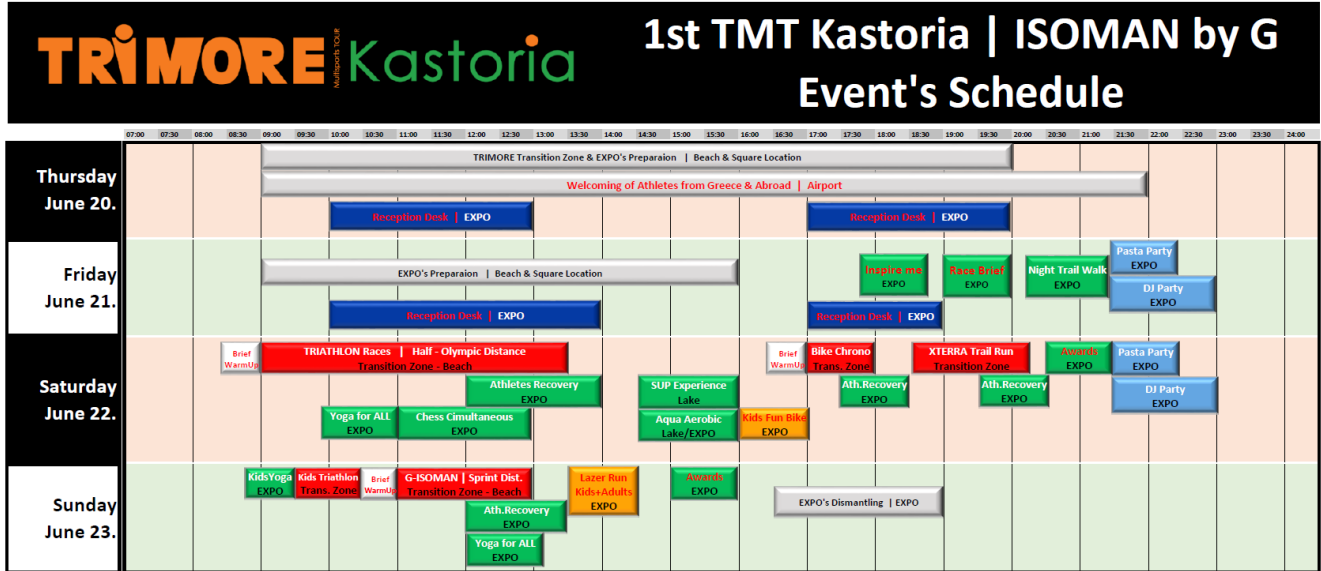 TRIMORE Multisports TOUR Kastoria
1st TMT Kastoria | ISOMAN by G
Event's Schedule
07:00 07:30 08:00 08:30 09:00 09:30 10:00 10:30 11:00 11:30 12:00 12:30 13:00 13:30 14:00 14:30 15:00 15:30 16:00 16:30 17:00 17:30 18:00 18:30 19:00 19:30 20:00 20:30 21:00 21:30 22:00 22:30 23:00 23:30 24:00
Thursday
June 20.
TRIMORE Transition Zone & EXPO's Preparaion | Beach & Square Location
Welcoming of Athletes from Greece & Abroad | Airport
Reception Desk | EXPO
Reception Desk | EXPO
Friday
June 21.
EXPO's Preparaion | Beach & Square Location
Reception Desk | EXPO
Inspire me
EXPO
Race Brief
EXPO
Night Trail Walk
EXPO
Pasta Party
EXPO
DJ Party
EXPO
Reception Desk | EXPO
Saturday
June 22.
Brief
WarmUp
TRIATHLON Races | Half - Olympic Distance
Transition Zone - Beach
Athletes Recovery
EXPO
Yoga for ALL
EXPO
Chess Cimultaneous
EXPO
SUP Experience
Lake
Aqua Aerobic
Lake/EXPO
Kids Fun Bike
EXPO
Brief
WarmUp
Bike Chrono
Trans. Zone
Ath.Recovery
EXPO
XTERRA Trail Run
Transition Zone
Ath.Recovery
EXPO
Awards
EXPO
Pasta Party
EXPO
DJ Party
EXPO
Sunday
June 23.
KidsYoga
EXPO
Kids Triathlon
Trans. Zone
Brief
WarmUp
G-ISOMAN | Sprint Dist.
Transition Zone - Beach
Ath.Recovery
EXPO
Yoga for ALL
EXPO
Lazer Run
Kids+Adults
EXPO
Awards
EXPO
EXPO's Dismantling | EXPO